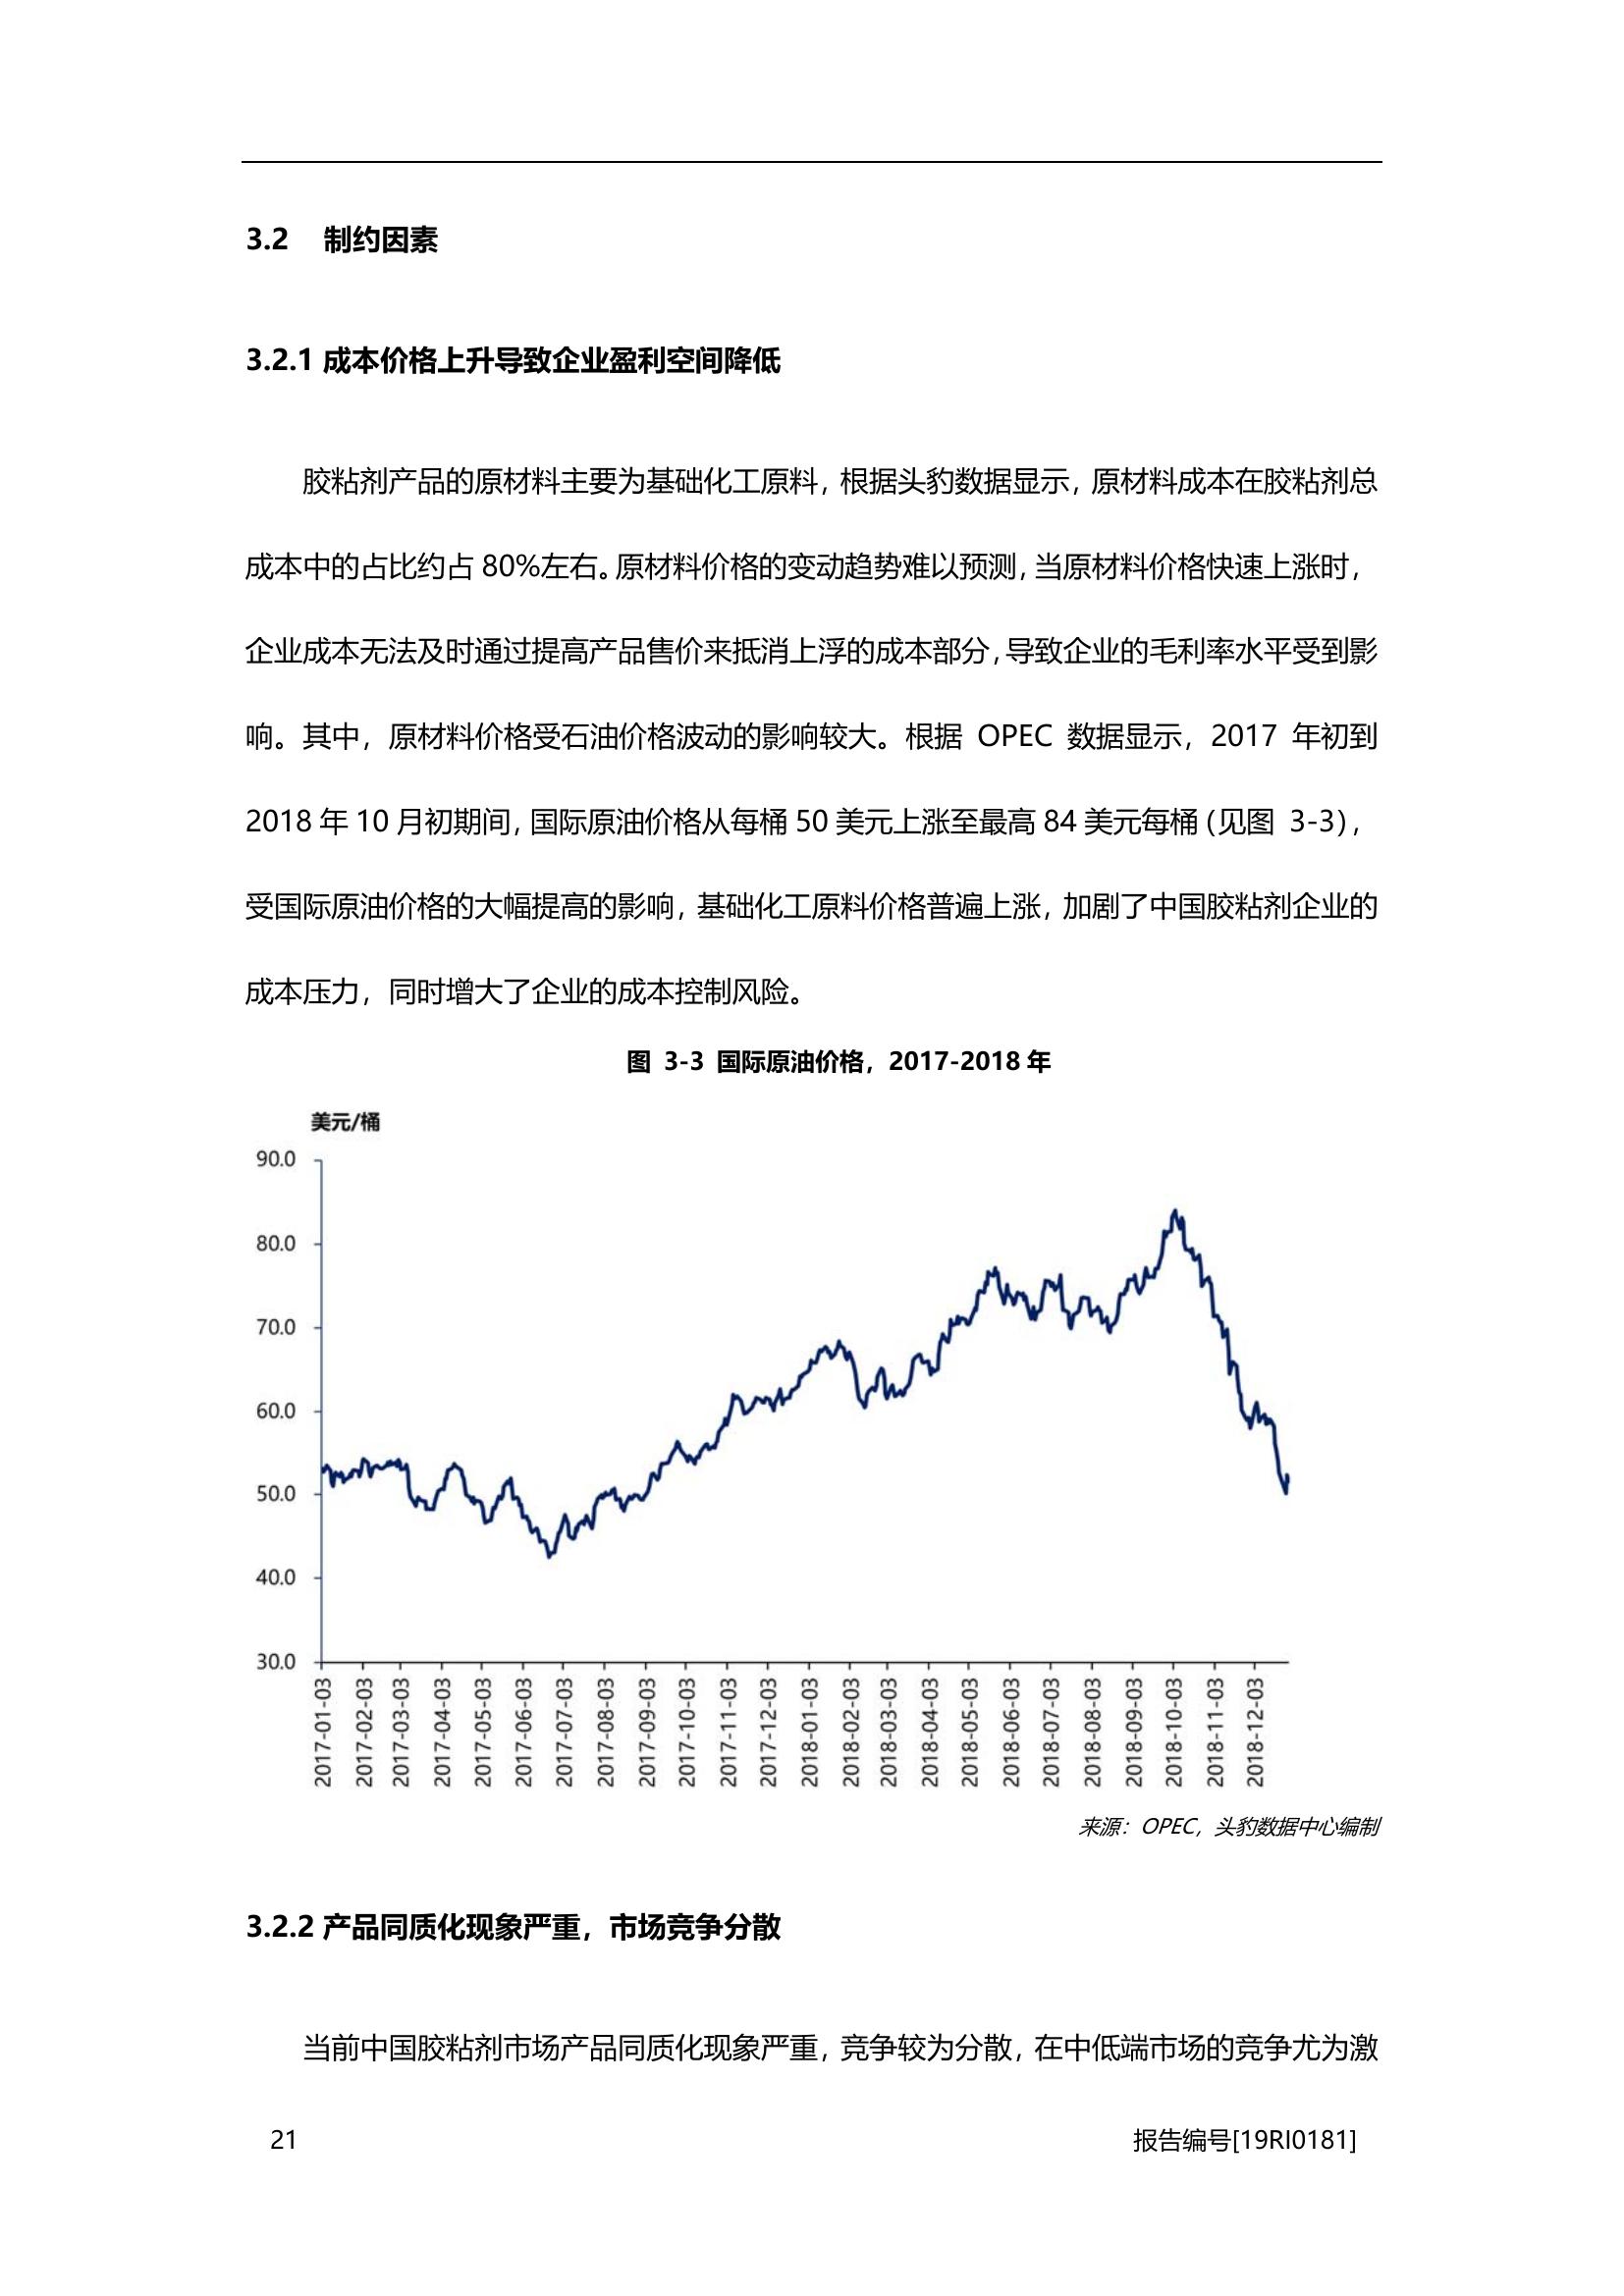 3.2 制约因素
3.2.1 成本价格上升导致企业盈利空间降低
胶粘剂产品的原材料主要为基础化工原料，根据头豹数据显示，原材料成本在胶粘剂总
成本中的占比约占 80%左右。原材料价格的变动趋势难以预测，当原材料价格快速上涨时，
企业成本无法及时通过提高产品售价来抵消上浮的成本部分，导致企业的毛利率水平受到影
响。其中，原材料价格受石油价格波动的影响较大。根据 OPEC 数据显示，2017 年初到
2018 年 10 月初期间，国际原油价格从每桶 50 美元上涨至最高 84 美元每桶（见图 3-3），
受国际原油价格的大幅提高的影响，基础化工原料价格普遍上涨，加剧了中国胶粘剂企业的
成本压力，同时增大了企业的成本控制风险。
图 3-3 国际原油价格，2017-2018 年
美元/桶
90.0
80.0
70.0
60.0
50.0
40.0
30.0
2017-01-03
2017-02-03
2017-03-03
2017-04-03
2017-05-03
2017-06-03
2017-07-03
2017-08-03
2017-09-03
2017-10-03
2017-11-03
2017-12-03
2018-01-03
2018-02-03
2018-03-03
2018-04-03
2018-05-03
2018-06-03
2018-07-03
2018-08-03
2018-09-03
2018-10-03
2018-11-03
2018-12-03
来源：OPEC，头豹数据中心编制
3.2.2 产品同质化现象严重，市场竞争分散
当前中国胶粘剂市场产品同质化现象严重，竞争较为分散，在中低端市场的竞争尤为激
21
报告编号[19RI0181]